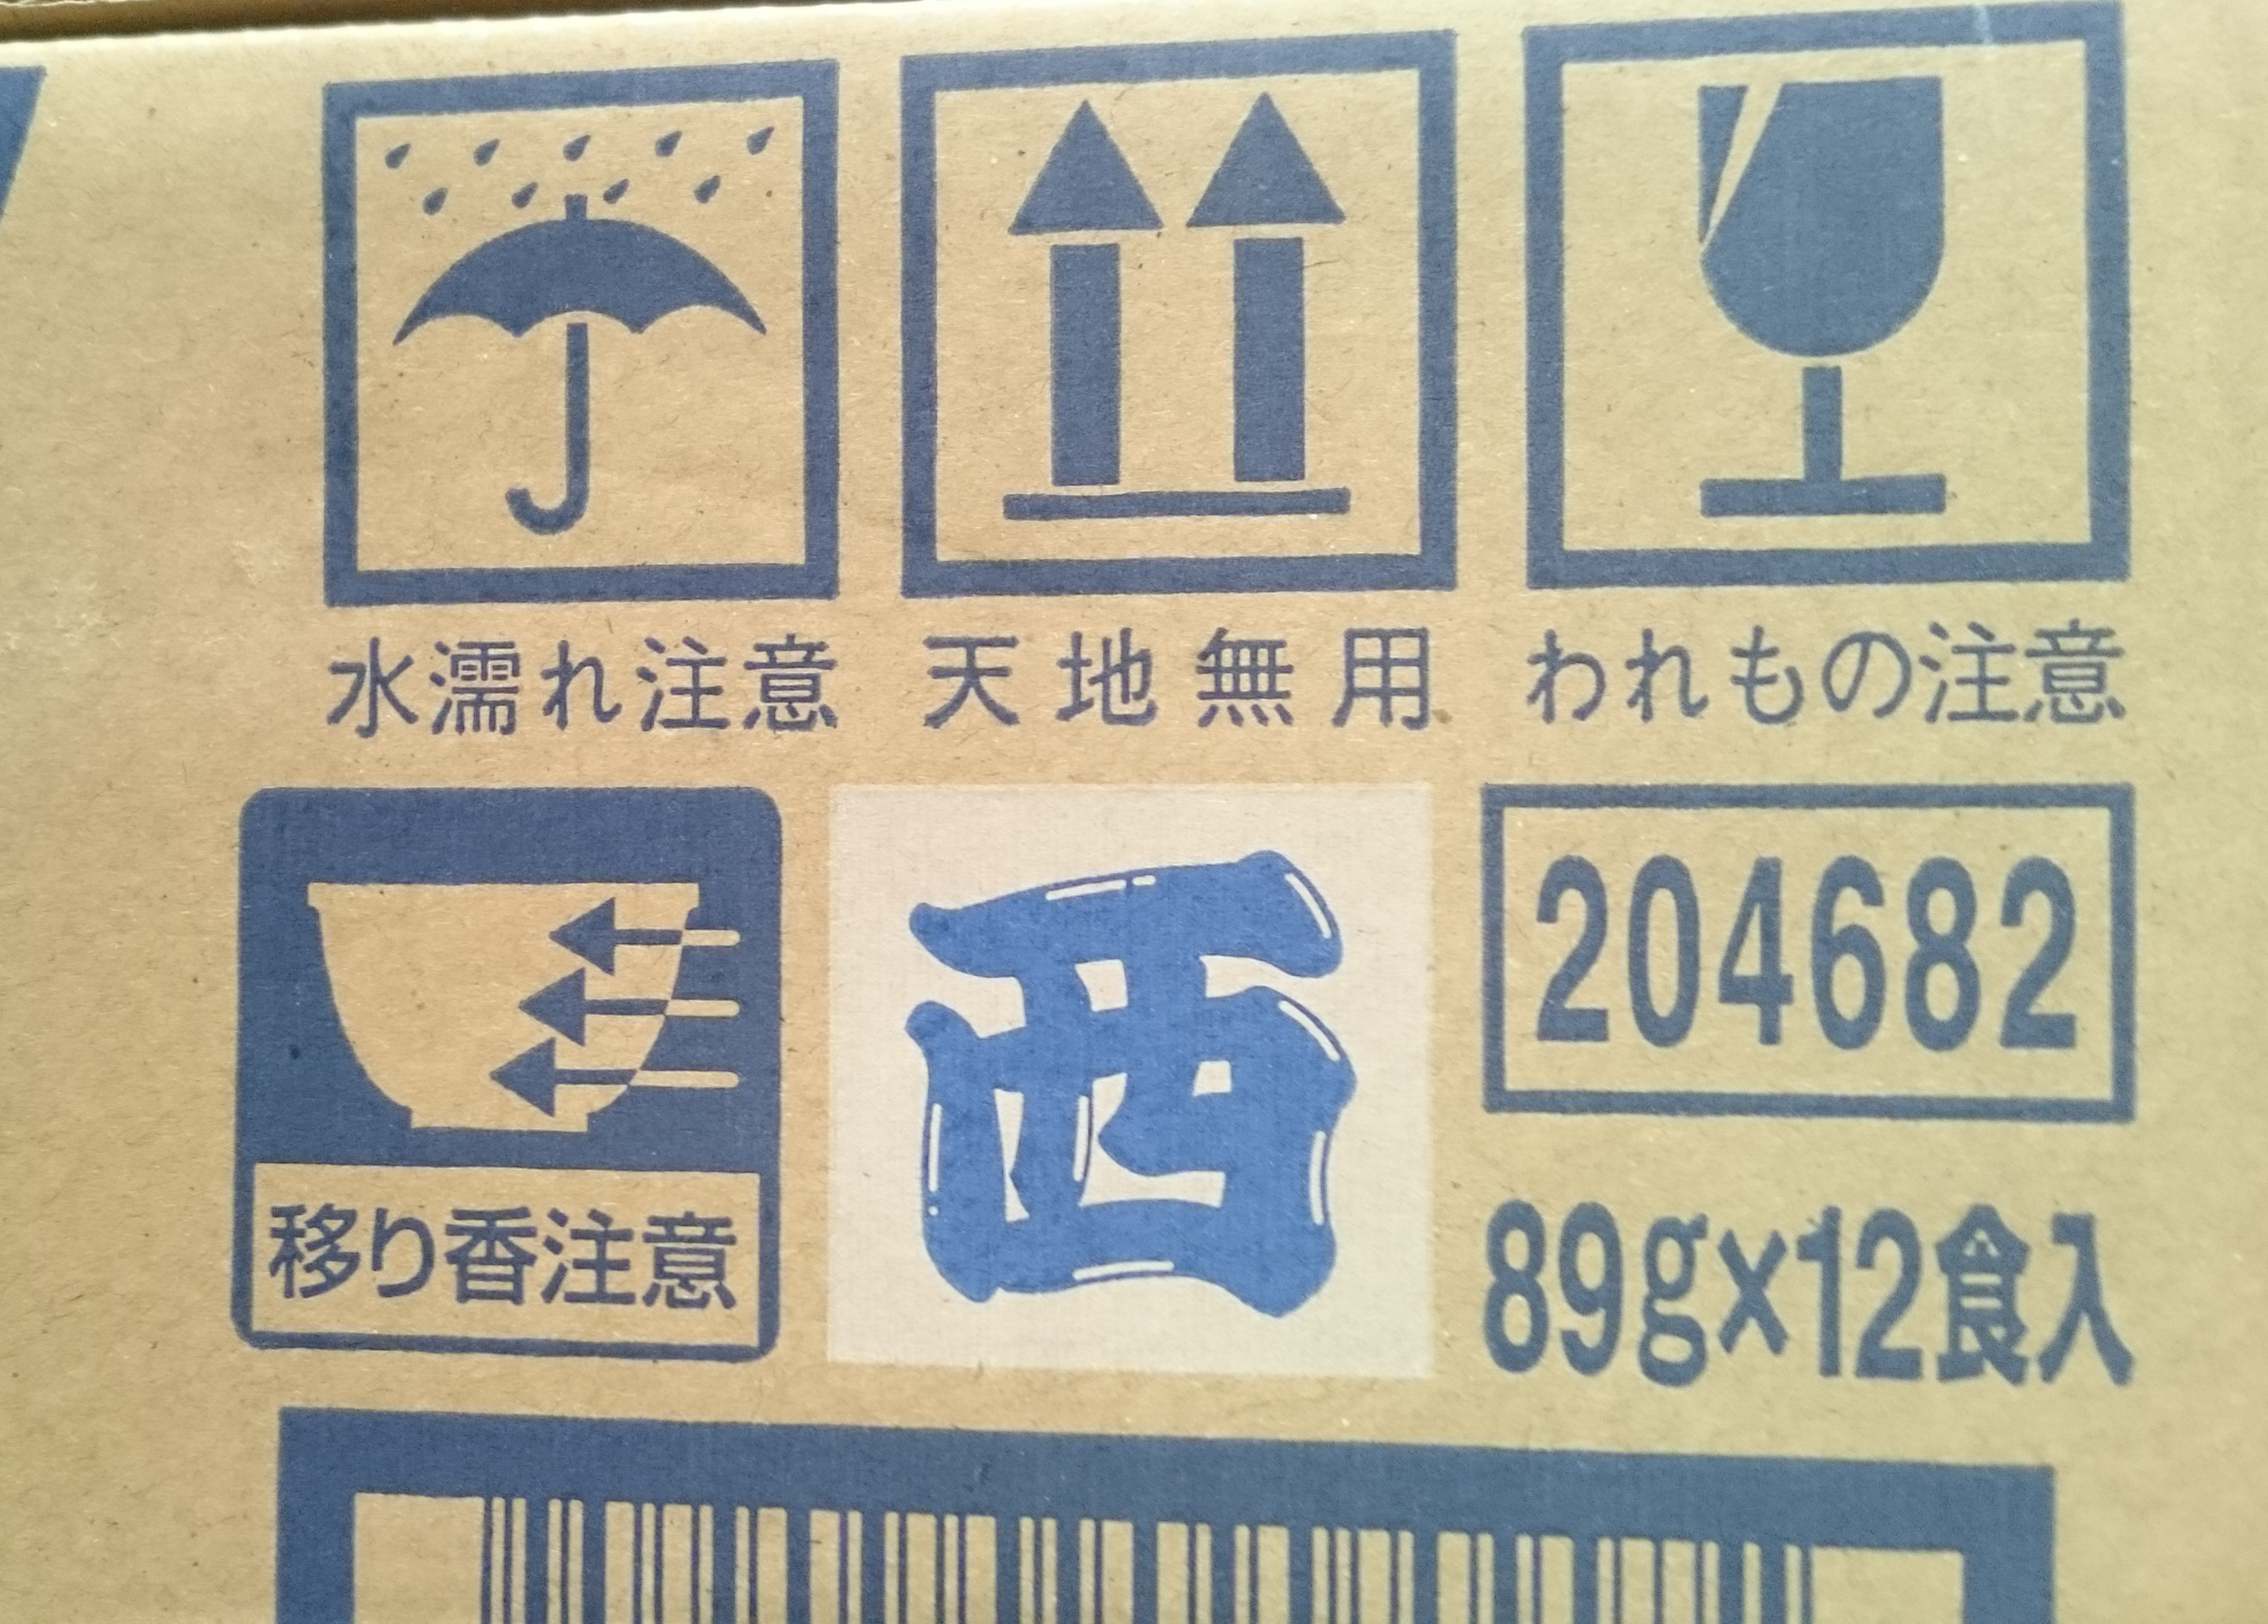 水濡れ注意
天地無用
われもの注意
移り香注意
西
204682
89g×12食入